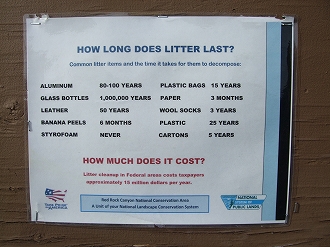 HOW LONG DOES LITTER LAST?
Common litter items and the time it takes for them to decompose:
ALUMINUM 80-100 YEARS PLASTIC BAGS 15 YEARS
GLASS BOTTLES 1,000,000 YEARS PAPER 3 MONTHS
LEATHER 50 YEARS WOOL SOCKS 3 YEARS
BANANA PEELS 6 MONTHS PLASTIC 25 YEARS
STYROFOAM NEVER CARTONS 5 YEARS
HOW MUCH DOES IT COST?
Litter cleanup in Federal areas costs taxpayers
approximately 15 million dollars per year.
Red Rock Canyon National Conservation Area
A Unit of your National Landscape Conservation System
TAKE PRIDE
IN AMERICA
NATIONAL
PUBLIC LANDS